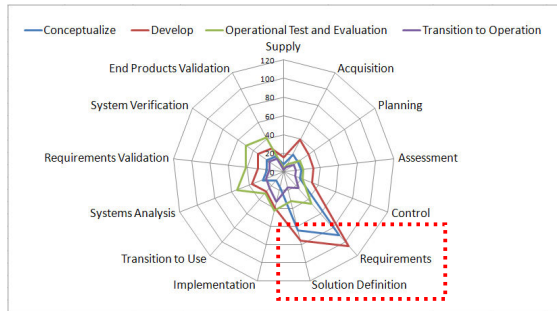 Conceptualize Develop Operational Test and Evaluation Transition to Operation
Supply
120
End Products Validation Acquisition
100
80
System Verification Planning
60
40
20
Requirements Validation Assessment
Systems Analysis Control
Transition to Use Requirements
Implementation Solution Definition